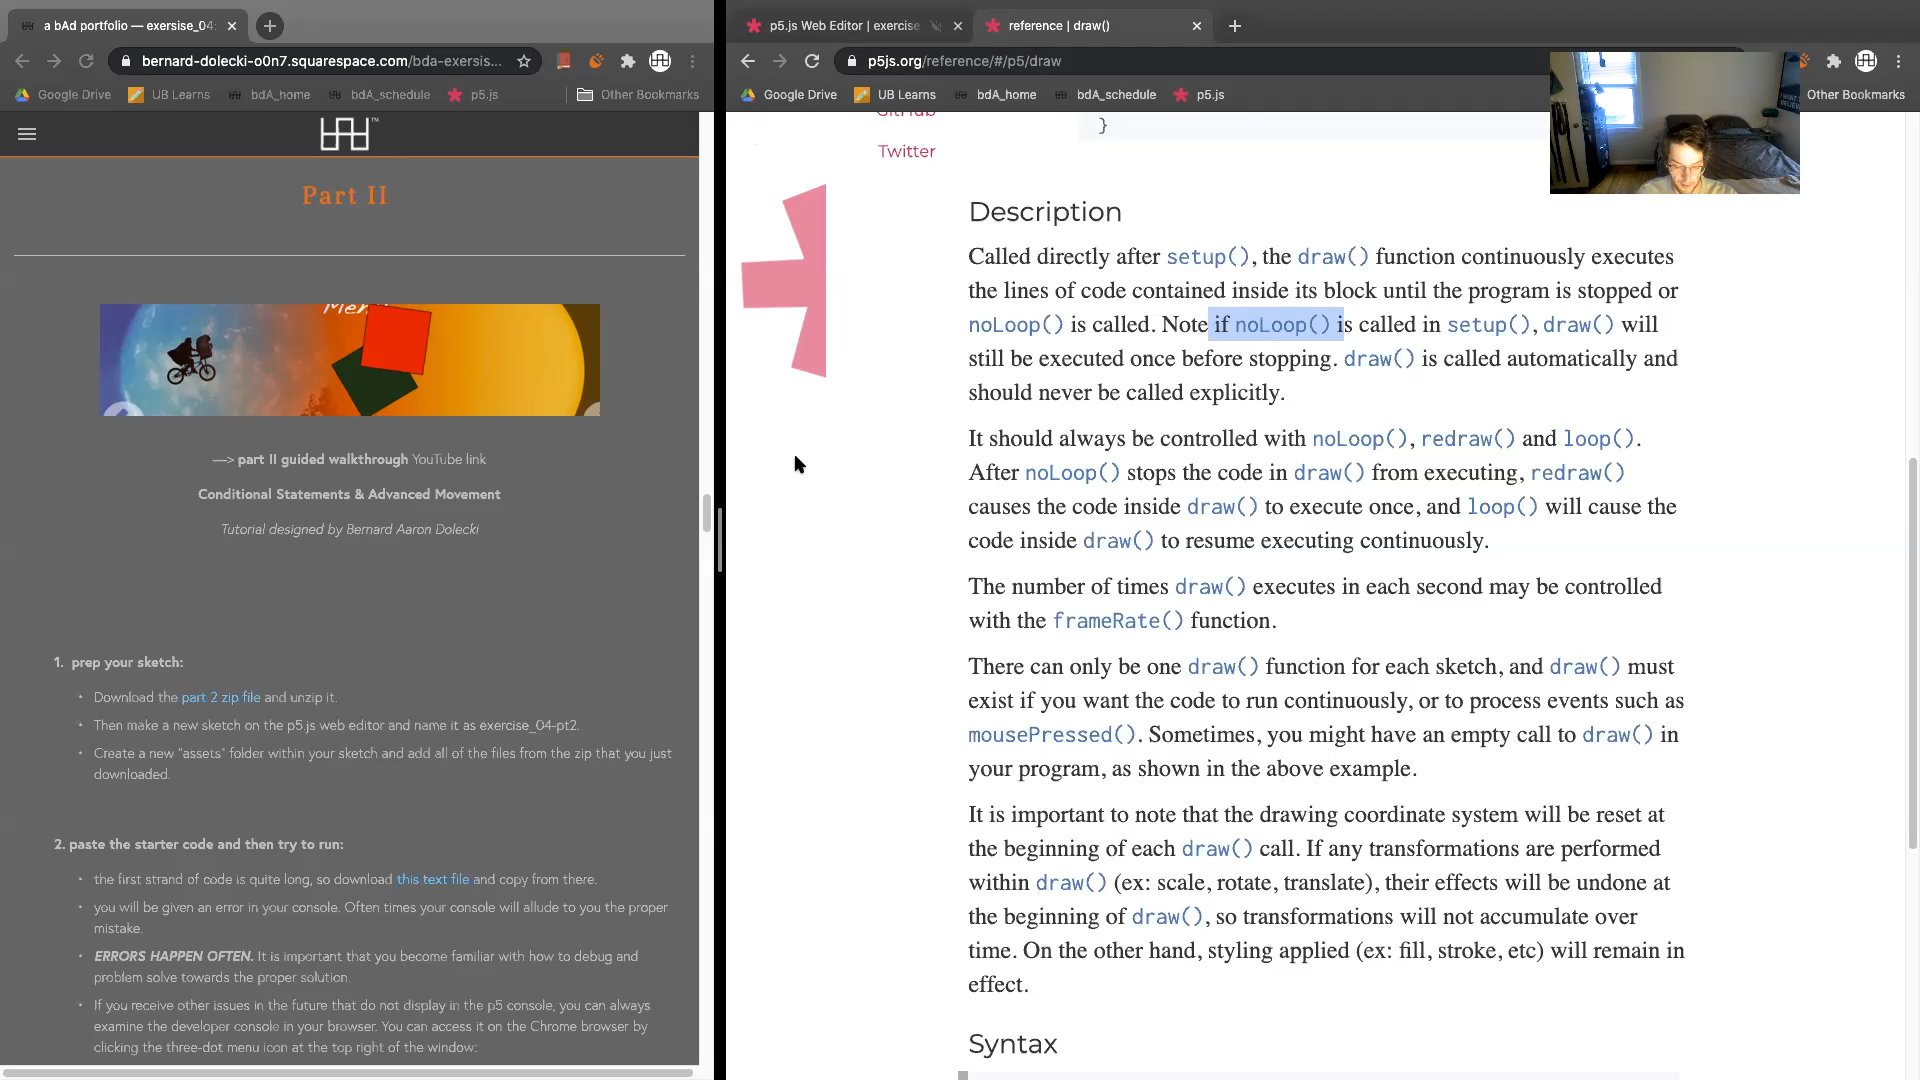 a bAd portfolio — exersise_04:
bernard-dolecki-o0n7.squarespace.com/bda-exersis...
Google Drive
UB Learns
bdA_home
bdA_schedule
p5.js
Other Bookmarks
Part II
—> part II guided walkthrough YouTube link
Conditional Statements & Advanced Movement
Tutorial designed by Bernard Aaron Dolecki
1. prep your sketch:
• Download the part 2 zip file and unzip it.
• Then make a new sketch on the p5.js web editor and name it as exercise_04-pt2.
• Create a new "assets" folder within your sketch and add all of the files from the zip that you just
downloaded.
2. paste the starter code and then try to run:
• the first strand of code is quite long, so download this text file and copy from there.
• you will be given an error in your console. Often times your console will allude to you the proper
mistake.
• ERRORS HAPPEN OFTEN. It is important that you become familiar with how to debug and
problem solve towards the proper solution.
• If you receive other issues in the future that do not display in the p5 console, you can always
examine the developer console in your browser. You can access it on the Chrome browser by
clicking the three-dot menu icon at the top right of the window:
p5.js Web Editor | exercise
reference | draw()
p5js.org/reference/#/p5/draw
Google Drive
UB Learns
bdA_home
bdA_schedule
p5.js
Other Bookmarks
GitHub
}
Twitter
Description
Called directly after setup(), the draw() function continuously executes
the lines of code contained inside its block until the program is stopped or
noLoop() is called. Note if noLoop() is called in setup(), draw() will
still be executed once before stopping. draw() is called automatically and
should never be called explicitly.
It should always be controlled with noLoop(), redraw() and loop().
After noLoop() stops the code in draw() from executing, redraw()
causes the code inside draw() to execute once, and loop() will cause the
code inside draw() to resume executing continuously.
The number of times draw() executes in each second may be controlled
with the frameRate() function.
There can only be one draw() function for each sketch, and draw() must
exist if you want the code to run continuously, or to process events such as
mousePressed(). Sometimes, you might have an empty call to draw() in
your program, as shown in the above example.
It is important to note that the drawing coordinate system will be reset at
the beginning of each draw() call. If any transformations are performed
within draw() (ex: scale, rotate, translate), their effects will be undone at
the beginning of draw(), so transformations will not accumulate over
time. On the other hand, styling applied (ex: fill, stroke, etc) will remain in
effect.
Syntax